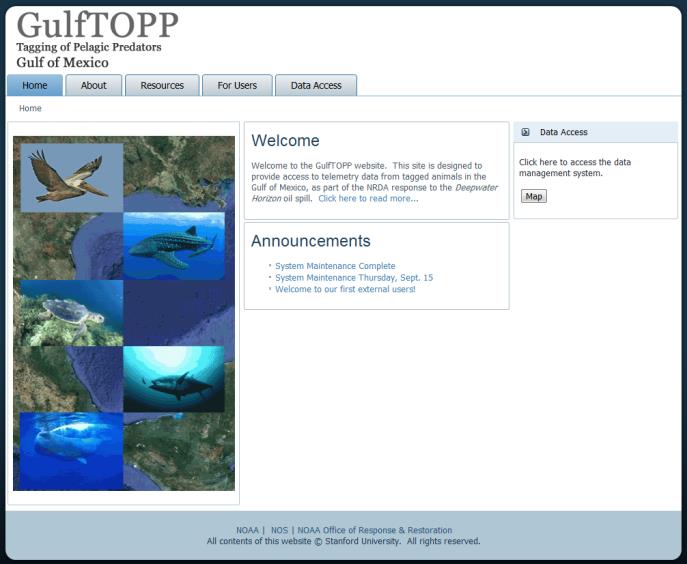 GulfTOPP
Tagging of Pelagic Predators
Gulf of Mexico
Home About Resources For Users Data Access
Home
Welcome
Welcome to the GulfTOPP website. This site is designed to
provide access to telemetry data from tagged animals in the
Gulf of Mexico, as part of the NRDA response to the Deepwater
Horizon oil spill. Click here to read more...
Announcements
System Maintenance Complete
System Maintenance Thursday, Sept. 15
Welcome to our first external users!
Data Access
Click here to access the data
management system.
Map
NOAA | NOS | NOAA Office of Response & Restoration
All contents of this website © Stanford University. All rights reserved.